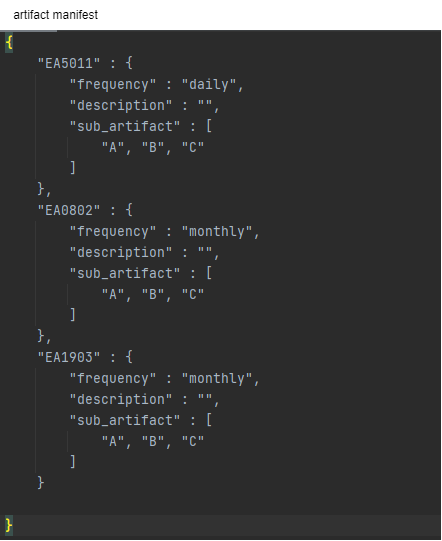 artifact manifest
{
"EA5011" : {
"frequency" : "daily",
"description" : "",
"sub_artifact" : [
"A", "B", "C"
]
},
"EA0802" : {
"frequency" : "monthly",
"description" : "",
"sub_artifact" : [
"A", "B", "C"
]
},
"EA1903" : {
"frequency" : "monthly",
"description" : "",
"sub_artifact" : [
"A", "B", "C"
]
}
}